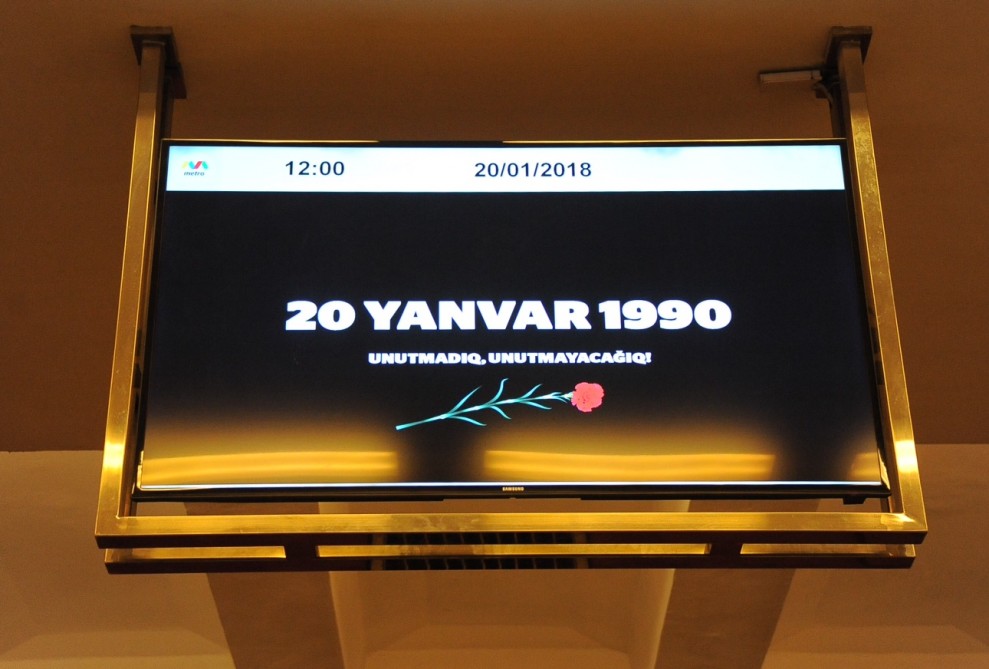 metro
12:00
20/01/2018
20 YANVAR 1990
UNUTMADIQ, UNUTMAYACAĞIQ!
SAMSUNG